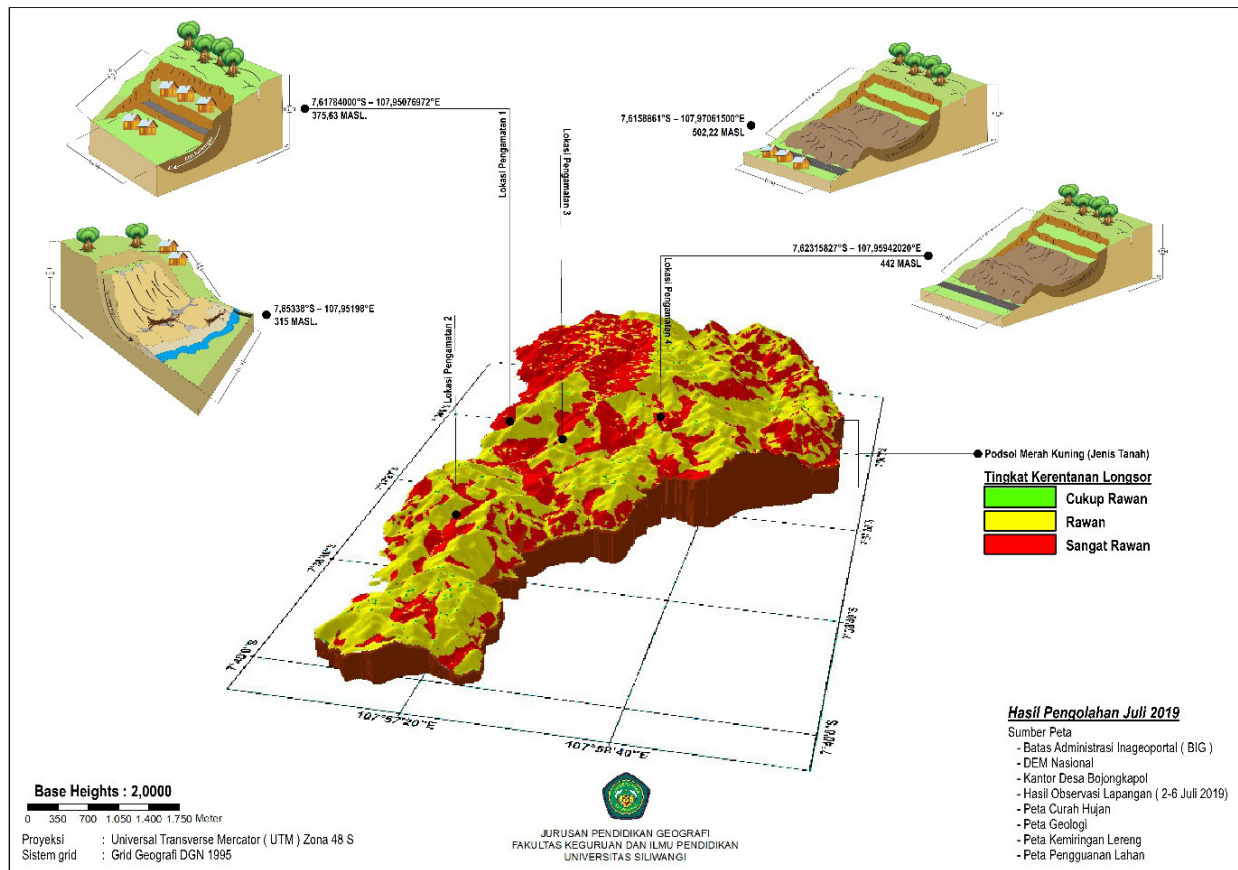 7,61784000°S – 107,95076972°E
375,63 MASL.
7,6158861°S – 107,97061500°E
502,22 MASL
7,65338°S – 107,95198°E
315 MASL.
7,62315827°S – 107,95942020°E
442 MASL
Lokasi Pengamatan 1
Lokasi Pengamatan 3
Lokasi Pengamatan 2
Lokasi Pengamatan 4
Podsol Merah Kuning (Jenis Tanah)
Tingkat Kerentanan Longsor
Cukup Rawan
Rawan
Sangat Rawan
7°40'0"S
107°57'20"E
107°58'40"E
7°40'0"S
Hasil Pengolahan Juli 2019
Sumber Peta
- Batas Administrasi Inageoportal ( BIG )
- DEM Nasional
- Kantor Desa Bojongkapol
- Hasil Observasi Lapangan ( 2-6 Juli 2019)
- Peta Curah Hujan
- Peta Geologi
- Peta Kemiringan Lereng
- Peta Pengguanan Lahan
Base Heights : 2,0000
0 350 700 1.050 1.400 1.750 Meter
Proyeksi : Universal Transverse Mercator ( UTM ) Zona 48 S
Sistem grid : Grid Geografi DGN 1995
JURUSAN PENDIDIKAN GEOGRAFI
FAKULTAS KEGURUAN DAN ILMU PENDIDIKAN
UNIVERSITAS SILIWANGI